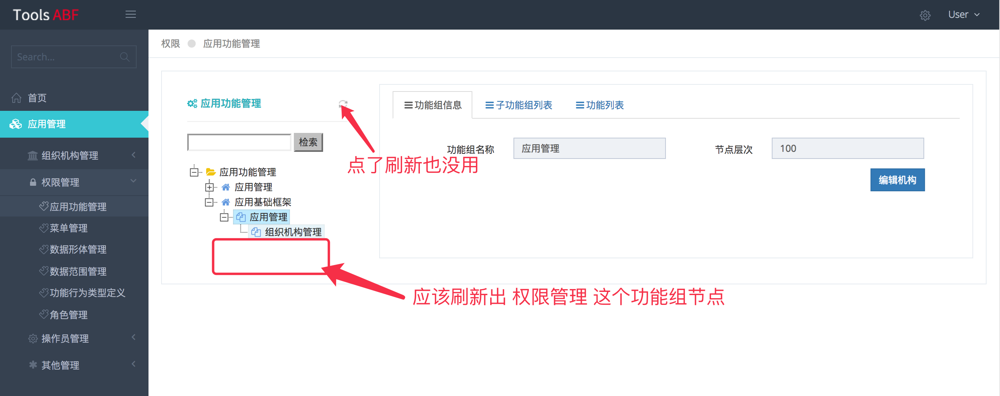 Tools ABF
User
Search...
首页
应用管理
组织机构管理
权限管理
应用功能管理
菜单管理
数据形体管理
数据范围管理
功能行为类型定义
角色管理
操作员管理
其他管理
权限 应用功能管理
应用功能管理
检索
应用功能管理
应用管理
应用基础框架
应用管理
组织机构管理
功能组信息 子功能组列表 功能列表
功能组名称 应用管理 节点层次 100
编辑机构
点了刷新也没用
应该刷新出 权限管理 这个功能组节点